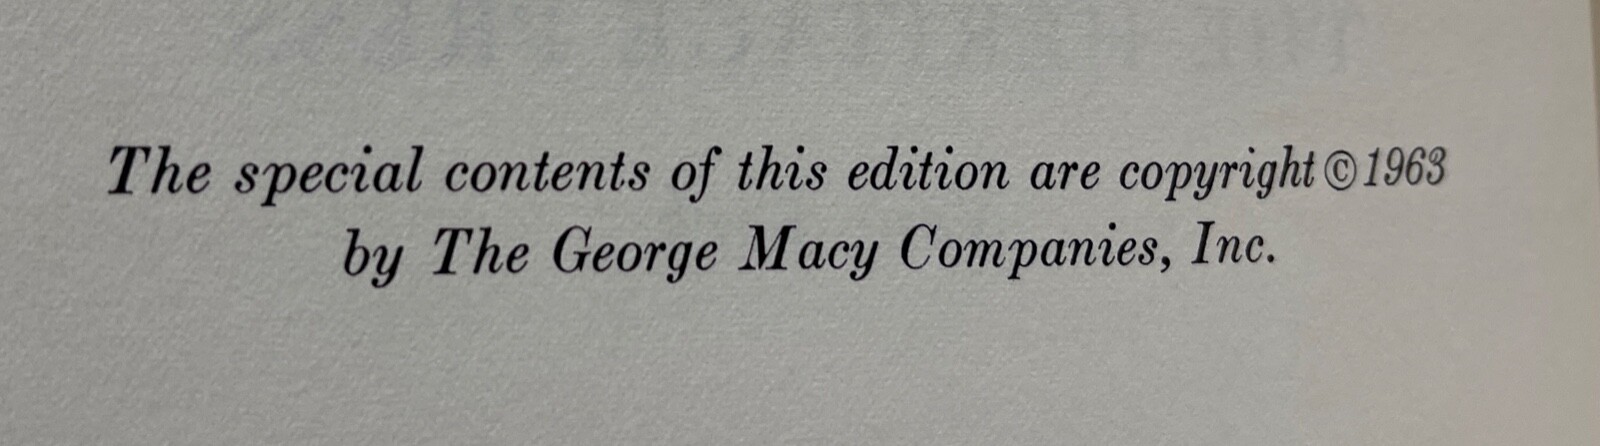 The special contents of this edition are copyright © 1963
by The George Macy Companies, Inc.